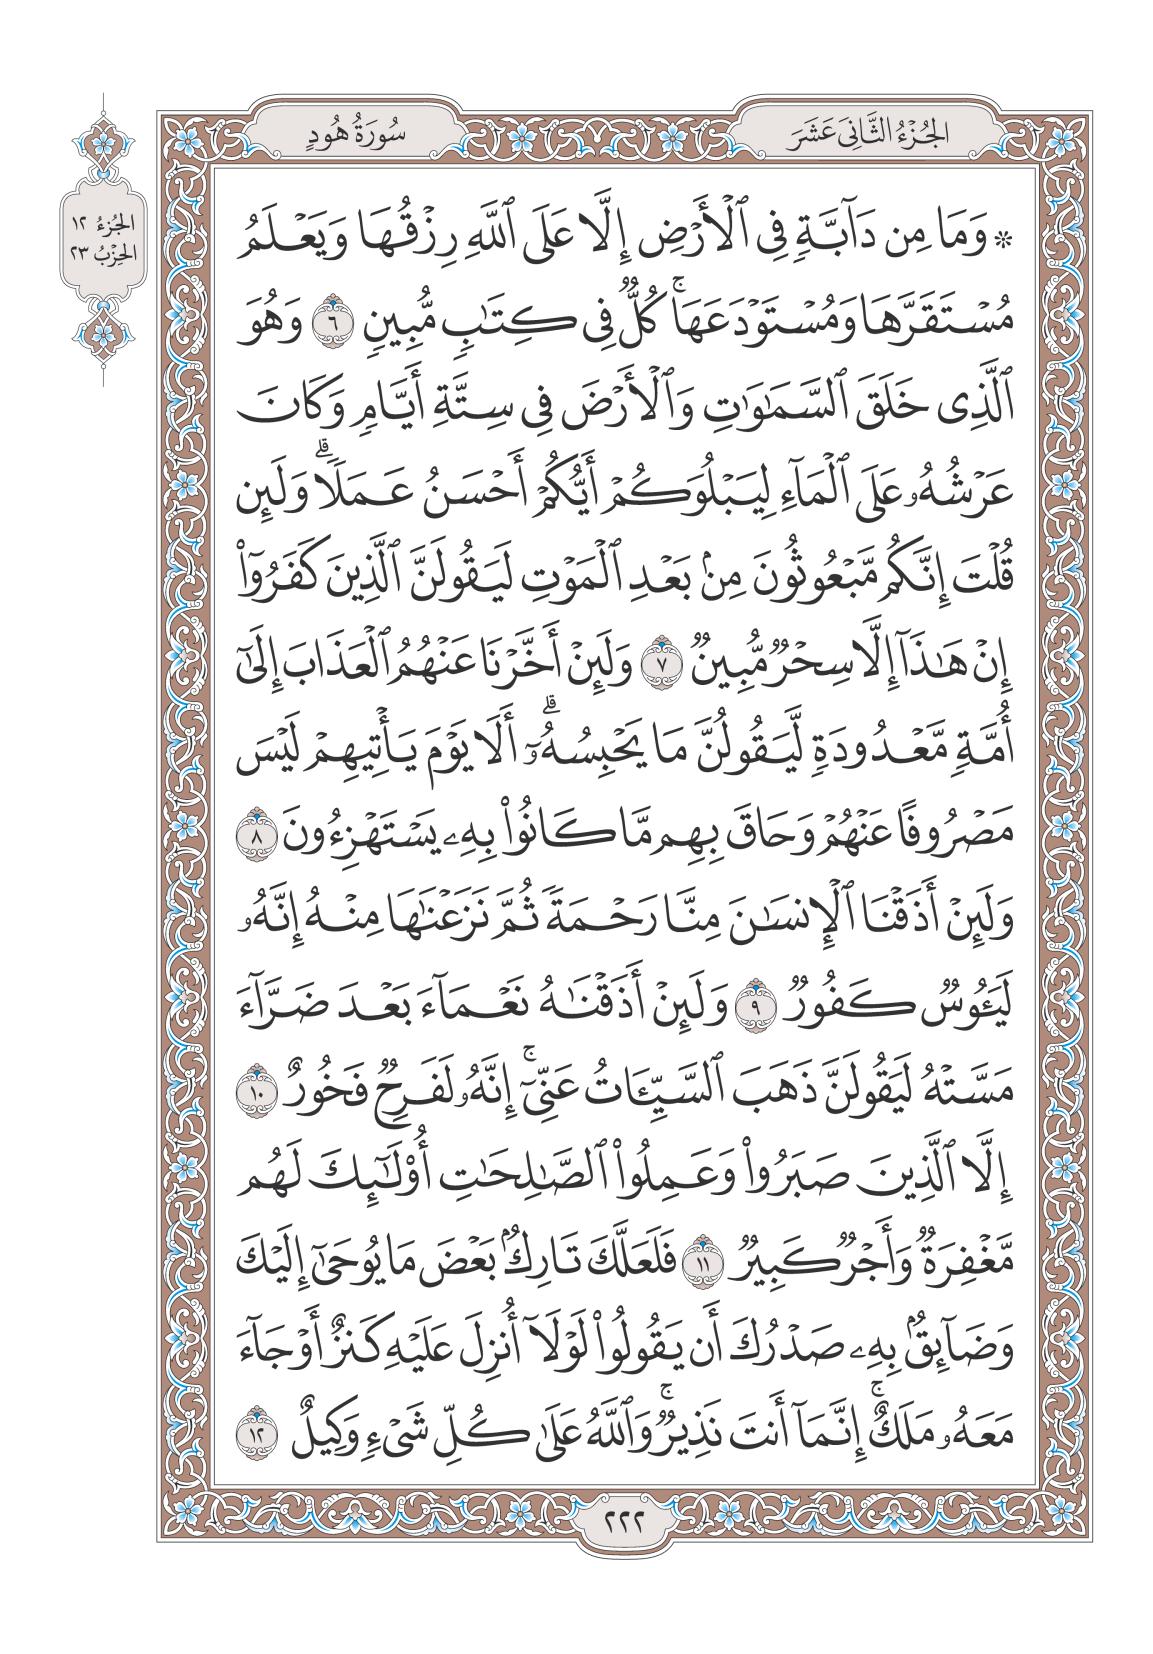 الجُزْءُ الثَّانِى عَشَرَ
سُورَةُ هُودٍ
الجُزءُ ١٢
الحِزْبُ ٢٣
۞ وَمَا مِن دَآبَّةٍ فِى ٱلْأَرْضِ إِلَّا عَلَى ٱللَّهِ رِزْقُهَا وَيَعْلَمُ
مُسْتَقَرَّهَا وَمُسْتَوْدَعَهَاۚ كُلٌّ فِى كِتَـٰبٍ مُّبِينٍ ٦ وَهُوَ
ٱلَّذِى خَلَقَ ٱلسَّمَـٰوَٰتِ وَٱلْأَرْضَ فِى سِتَّةِ أَيَّامٍ وَكَانَ
عَرْشُهُۥ عَلَى ٱلْمَآءِ لِيَبْلُوَكُمْ أَيُّكُمْ أَحْسَنُ عَمَلًاۗ وَلَئِن
قُلْتَ إِنَّكُم مَّبْعُوثُونَ مِنۢ بَعْدِ ٱلْمَوْتِ لَيَقُولَنَّ ٱلَّذِينَ كَفَرُوٓا۟
إِنْ هَـٰذَآ إِلَّا سِحْرٌ مُّبِينٌ ٧ وَلَئِنْ أَخَّرْنَا عَنْهُمُ ٱلْعَذَابَ إِلَىٰٓ
أُمَّةٍ مَّعْدُودَةٍ لَّيَقُولُنَّ مَا يَحْبِسُهُۥٓۗ أَلَا يَوْمَ يَأْتِيهِمْ لَيْسَ
مَصْرُوفًا عَنْهُمْ وَحَاقَ بِهِم مَّا كَانُوا۟ بِهِۦ يَسْتَهْزِءُونَ ٨
وَلَئِنْ أَذَقْنَا ٱلْإِنسَـٰنَ مِنَّا رَحْمَةً ثُمَّ نَزَعْنَـٰهَا مِنْهُ إِنَّهُۥ
لَيَـُٔوسٌ كَفُورٌ ٩ وَلَئِنْ أَذَقْنَـٰهُ نَعْمَآءَ بَعْدَ ضَرَّآءَ
مَسَّتْهُ لَيَقُولَنَّ ذَهَبَ ٱلسَّيِّـَٔاتُ عَنِّىٓۚ إِنَّهُۥ لَفَرِحٌ فَخُورٌ ١٠
إِلَّا ٱلَّذِينَ صَبَرُوا۟ وَعَمِلُوا۟ ٱلصَّـٰلِحَـٰتِ أُو۟لَـٰٓئِكَ لَهُم
مَّغْفِرَةٌ وَأَجْرٌ كَبِيرٌ ١١ فَلَعَلَّكَ تَارِكٌۢ بَعْضَ مَا يُوحَىٰٓ إِلَيْكَ
وَضَآئِقٌۢ بِهِۦ صَدْرُكَ أَن يَقُولُوا۟ لَوْلَآ أُنزِلَ عَلَيْهِ كَنزٌ أَوْ جَآءَ
مَعَهُۥ مَلَكٌۚ إِنَّمَآ أَنتَ نَذِيرٌۚ وَٱللَّهُ عَلَىٰ كُلِّ شَىْءٍ وَكِيلٌ ١٢
٢٢٢